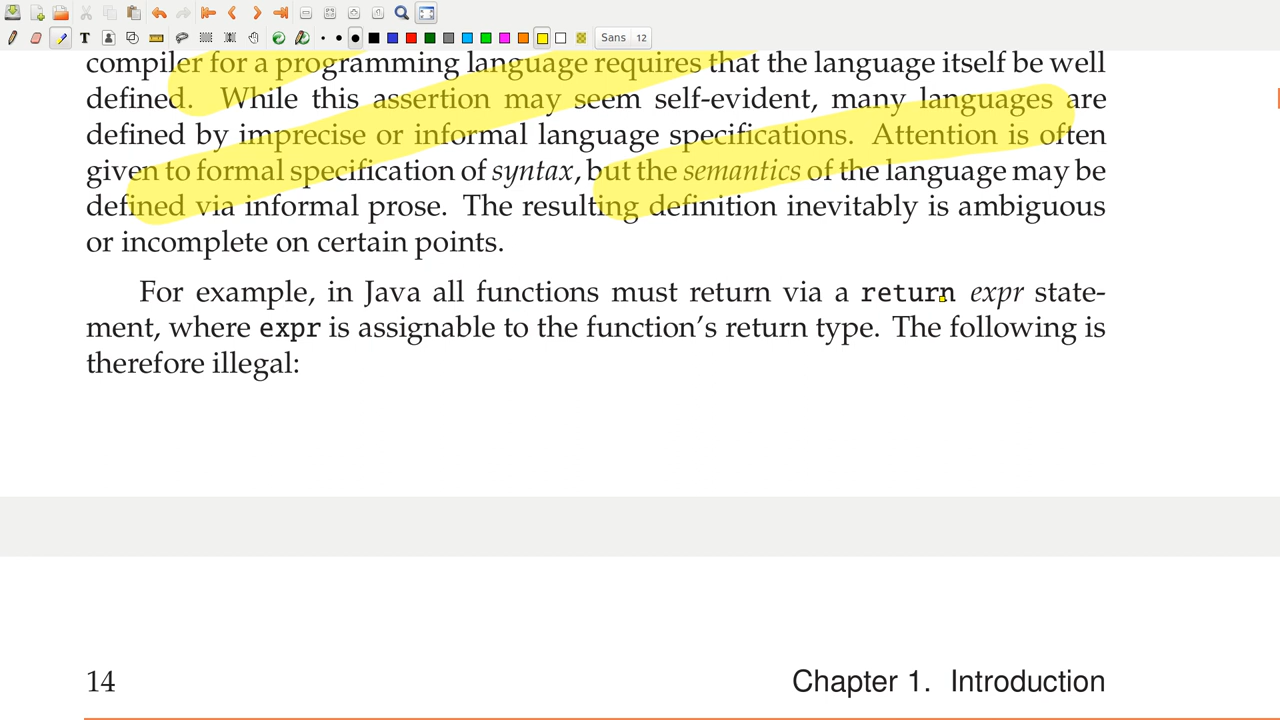 Sans 12
compiler for a programming language requires that the language itself be well
defined. While this assertion may seem self-evident, many languages are
defined by imprecise or informal language specifications. Attention is often
given to formal specification of syntax, but the semantics of the language may be
defined via informal prose. The resulting definition inevitably is ambiguous
or incomplete on certain points.
For example, in Java all functions must return via a return expr state-
ment, where expr is assignable to the function's return type. The following is
therefore illegal:
14 Chapter 1. Introduction